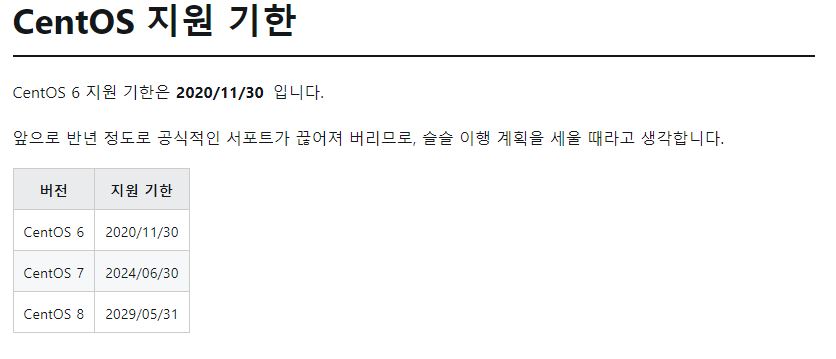 CentOS 지원 기한
CentOS 6 지원 기한은 2020/11/30 입니다.
앞으로 반년 정도로 공식적인 서포트가 끊어져 버리므로, 슬슬 이행 계획을 세울 때라고 생각합니다.
버전 지원 기한
CentOS 6 2020/11/30
CentOS 7 2024/06/30
CentOS 8 2029/05/31